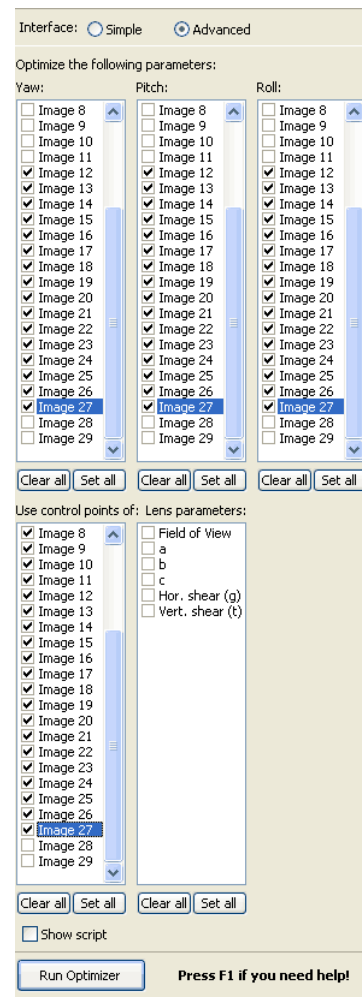 Interface: Simple Advanced
Optimize the following parameters:
Yaw: Pitch: Roll:
Image 8 Image 8 Image 8
Image 9 Image 9 Image 9
Image 10 Image 10 Image 10
Image 11 Image 11 Image 11
Image 12 Image 12 Image 12
Image 13 Image 13 Image 13
Image 14 Image 14 Image 14
Image 15 Image 15 Image 15
Image 16 Image 16 Image 16
Image 17 Image 17 Image 17
Image 18 Image 18 Image 18
Image 19 Image 19 Image 19
Image 20 Image 20 Image 20
Image 21 Image 21 Image 21
Image 22 Image 22 Image 22
Image 23 Image 23 Image 23
Image 24 Image 24 Image 24
Image 25 Image 25 Image 25
Image 26 Image 26 Image 26
Image 27 Image 27 Image 27
Image 28 Image 28 Image 28
Image 29 Image 29 Image 29
Clear all Set all Clear all Set all Clear all Set all
Use control points of: Lens parameters:
Image 8 Field of View
Image 9 a
Image 10 b
Image 11 c
Image 12 Hor. shear (g)
Image 13 Vert. shear (t)
Image 14
Image 15
Image 16
Image 17
Image 18
Image 19
Image 20
Image 21
Image 22
Image 23
Image 24
Image 25
Image 26
Image 27
Image 28
Image 29
Clear all Set all Clear all Set all
Show script
Run Optimizer Press F1 if you need help!